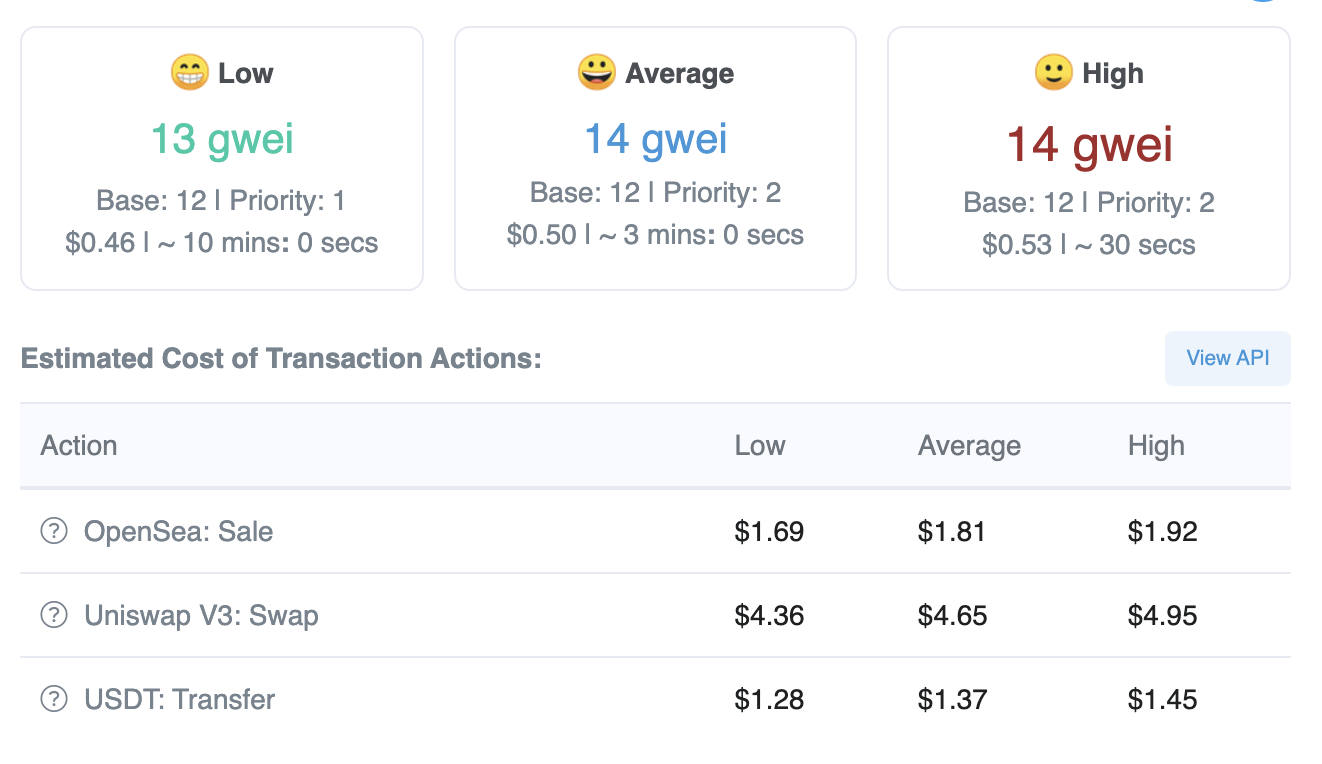 😁 Low
13 gwei
Base: 12 | Priority: 1
$0.46 | ~ 10 mins: 0 secs
😀 Average
14 gwei
Base: 12 | Priority: 2
$0.50 | ~ 3 mins: 0 secs
🙂 High
14 gwei
Base: 12 | Priority: 2
$0.53 | ~ 30 secs
Estimated Cost of Transaction Actions: View API
Action Low Average High
? OpenSea: Sale $1.69 $1.81 $1.92
? Uniswap V3: Swap $4.36 $4.65 $4.95
? USDT: Transfer $1.28 $1.37 $1.45